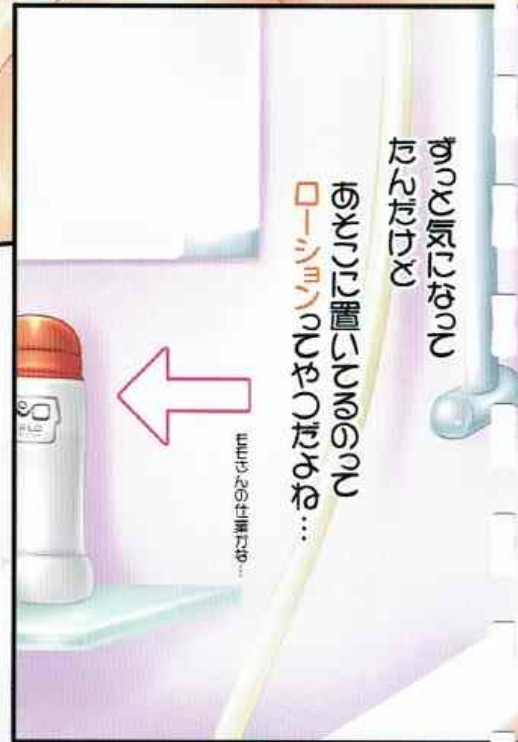 ずっと気になって
たんだけど
あそこに置いてるのって
ローションってやつだよね…
モモさんの仕業かな…